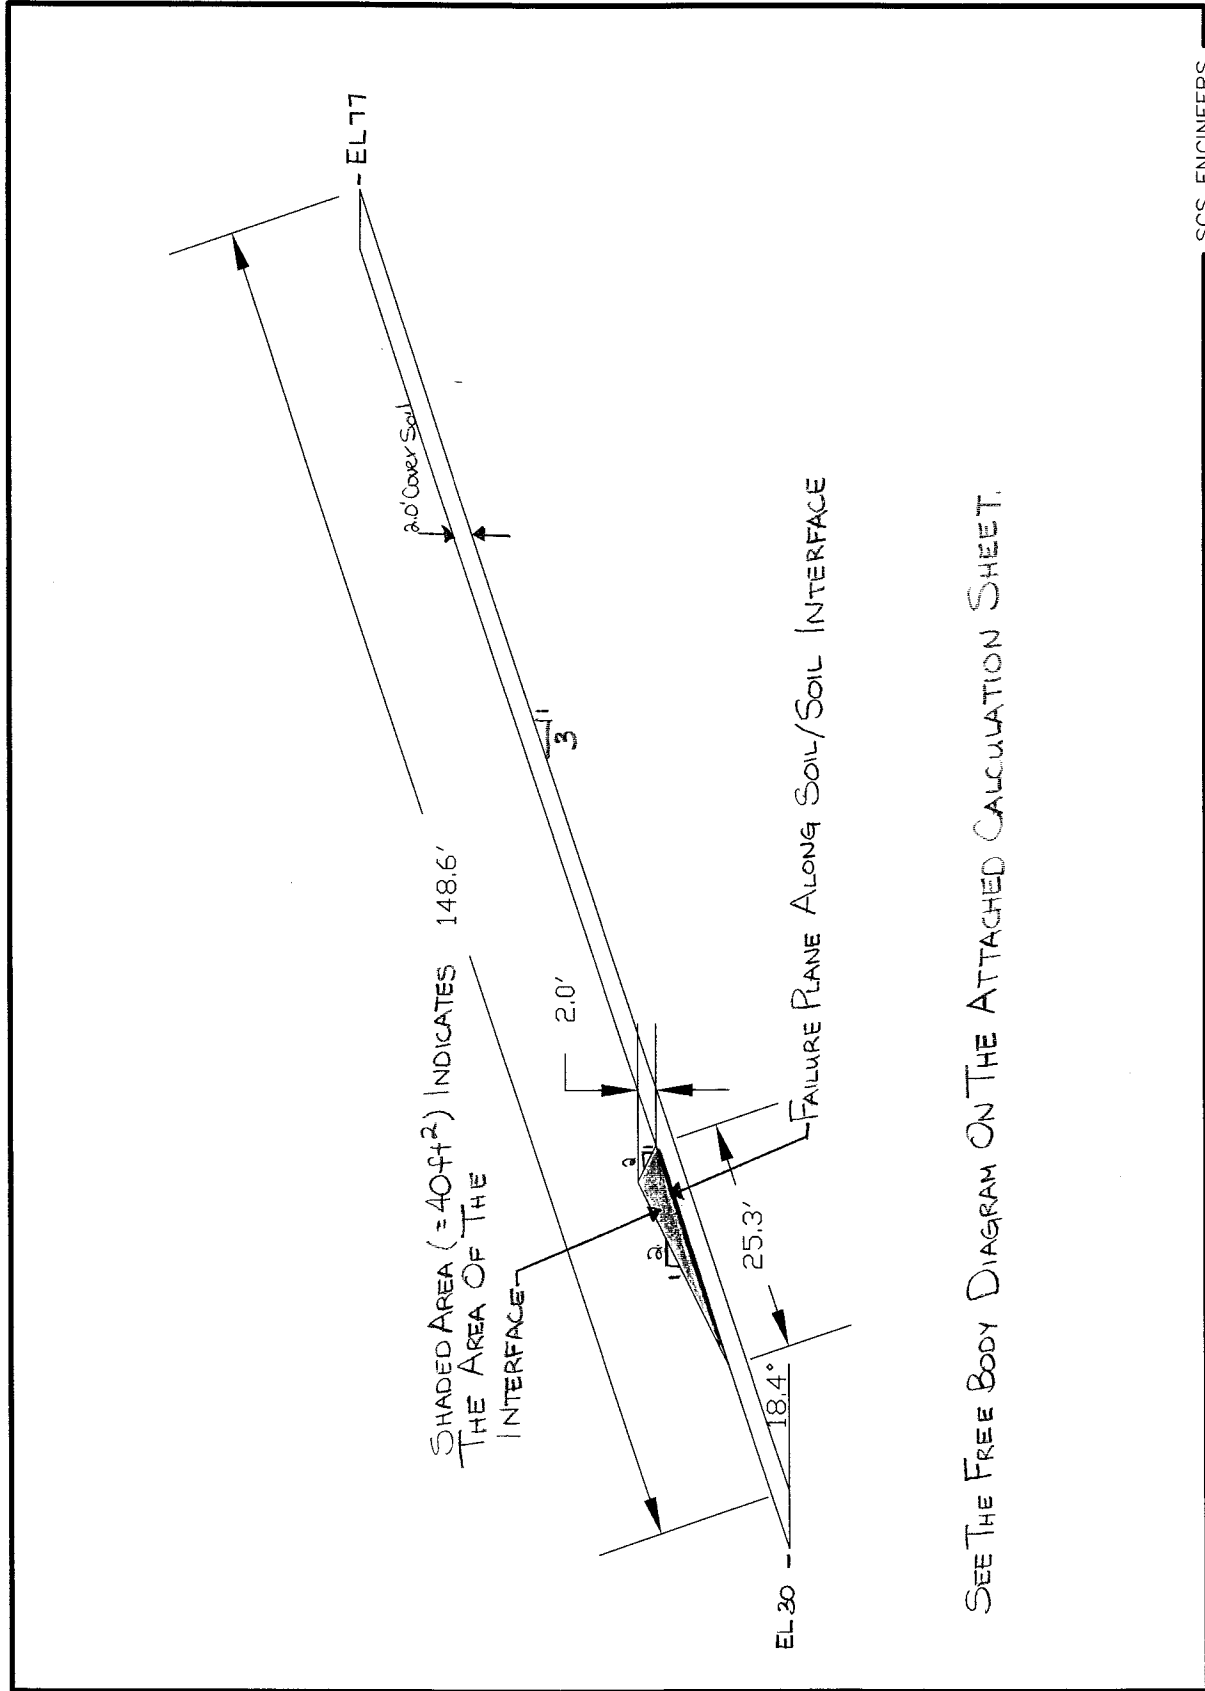 SHADED AREA (=40ft²) INDICATES
THE AREA OF THE
INTERFACE
148.6'
EL 77
2.0' Cover Soil
1
3
2.0'
2
1
2
1
25.3'
18.4°
EL 30
FAILURE PLANE ALONG SOIL/SOIL INTERFACE
SEE THE FREE BODY DIAGRAM ON THE ATTACHED CALCULATION SHEET.
SCS ENGINEERS